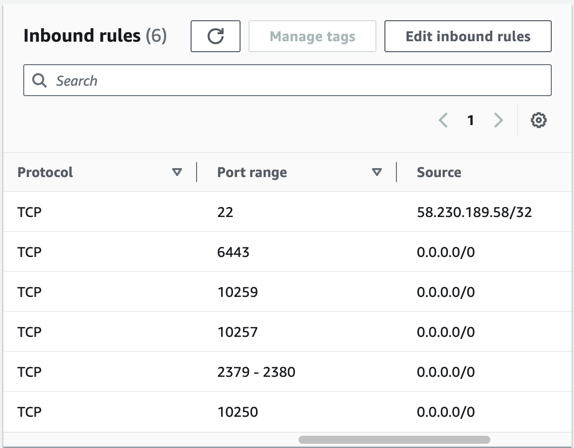 Inbound rules (6) Manage tags Edit inbound rules
Search
1
Protocol Port range Source
TCP 22 58.230.189.58/32
TCP 6443 0.0.0.0/0
TCP 10259 0.0.0.0/0
TCP 10257 0.0.0.0/0
TCP 2379 - 2380 0.0.0.0/0
TCP 10250 0.0.0.0/0